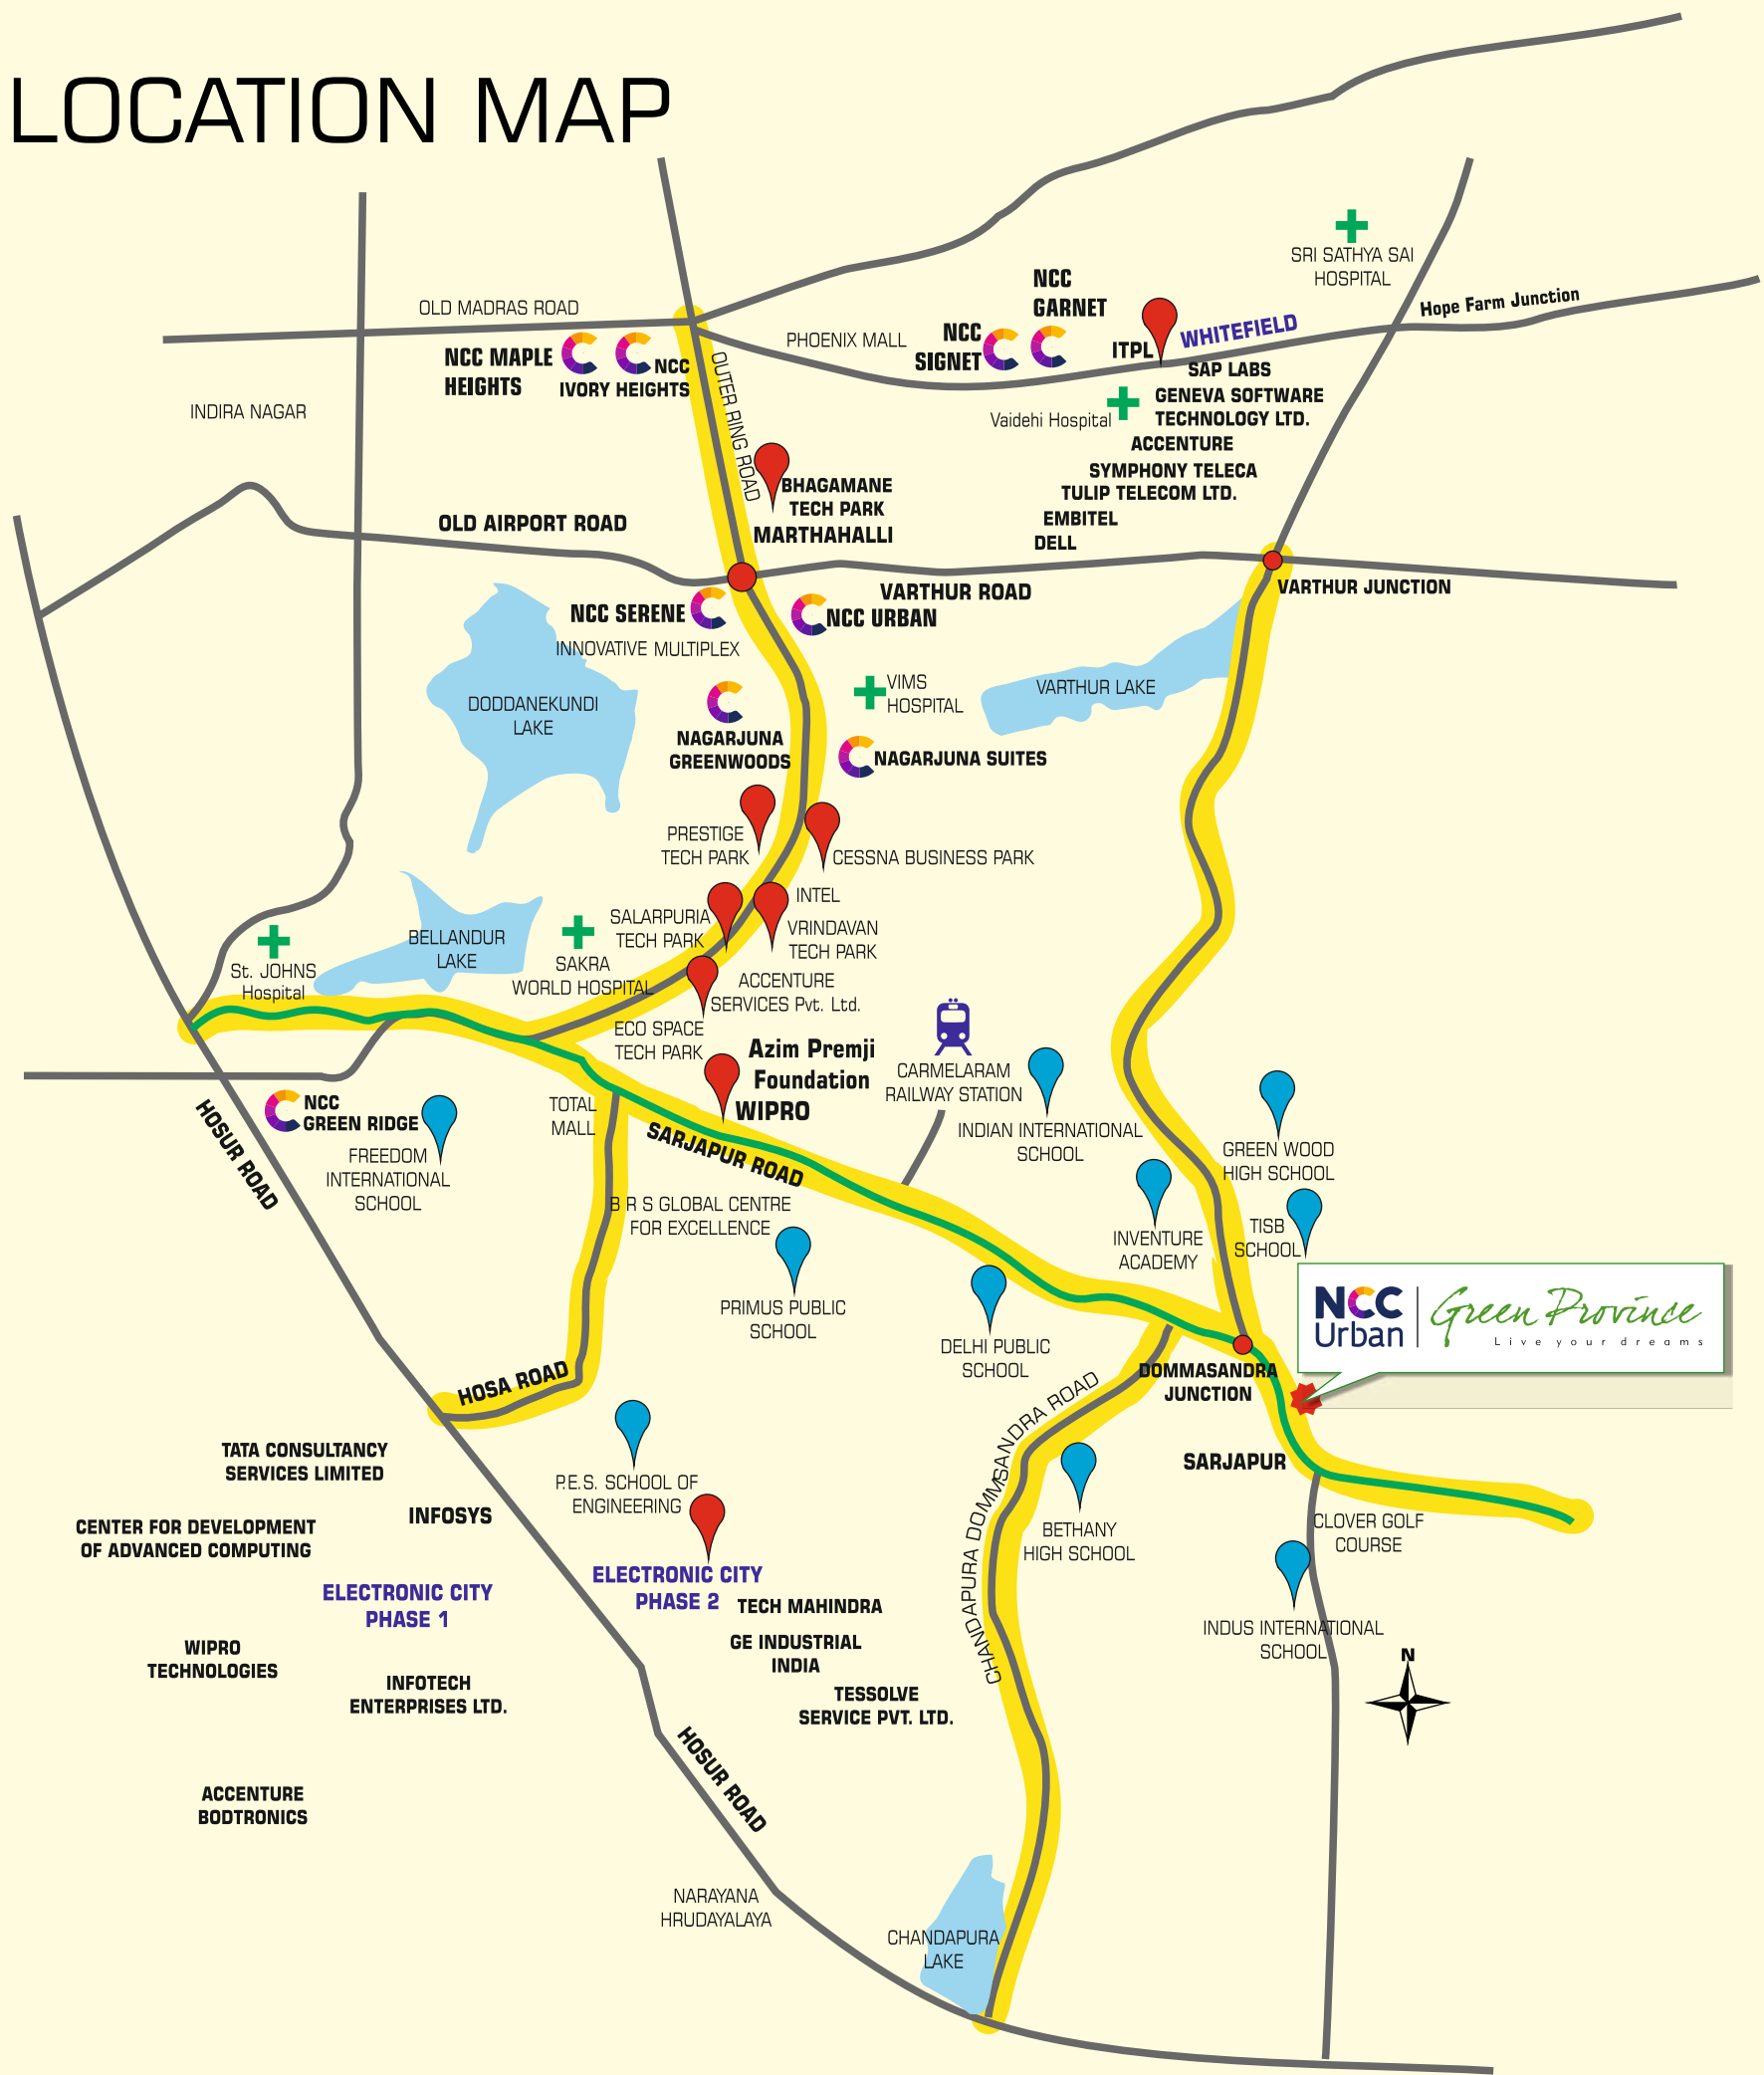 LOCATION MAP
SRI SATHYA SAI
HOSPITAL
Hope Farm Junction
OLD MADRAS ROAD
NCC
GARNET
PHOENIX MALL
NCC
SIGNET
ITPL
WHITEFIELD
NCC MAPLE
HEIGHTS
NCC
IVORY HEIGHTS
OUTER RING ROAD
INDIRA NAGAR
SAP LABS
GENEVA SOFTWARE
TECHNOLOGY LTD.
Vaidehi Hospital
ACCENTURE
SYMPHONY TELECA
TULIP TELECOM LTD.
EMBITEL
DELL
BHAGAMANE
TECH PARK
MARTHAHALLI
OLD AIRPORT ROAD
VARTHUR ROAD
VARTHUR JUNCTION
NCC SERENE
NCC URBAN
INNOVATIVE MULTIPLEX
DODDANEKUNDI
LAKE
VIMS
HOSPITAL
VARTHUR LAKE
NAGARJUNA
GREENWOODS
NAGARJUNA SUITES
PRESTIGE
TECH PARK
CESSNA BUSINESS PARK
INTEL
SALARPURIA
TECH PARK
VRINDAVAN
TECH PARK
BELLANDUR
LAKE
SAKRA
WORLD HOSPITAL
St. JOHNS
Hospital
ACCENTURE
SERVICES Pvt. Ltd.
ECO SPACE
TECH PARK
Azim Premji
Foundation
WIPRO
CARMELARAM
RAILWAY STATION
NCC
GREEN RIDGE
TOTAL
MALL
HOSUR ROAD
FREEDOM
INTERNATIONAL
SCHOOL
SARJAPUR ROAD
INDIAN INTERNATIONAL
SCHOOL
GREEN WOOD
HIGH SCHOOL
B R S GLOBAL CENTRE
FOR EXCELLENCE
INVENTURE
ACADEMY
TISB
SCHOOL
PRIMUS PUBLIC
SCHOOL
DELHI PUBLIC
SCHOOL
NCC
Urban
Green Province
Live your dreams
DOMMASANDRA
JUNCTION
HOSA ROAD
CHANDAPURA DOMMSANDRA ROAD
SARJAPUR
TATA CONSULTANCY
SERVICES LIMITED
P.E.S. SCHOOL OF
ENGINEERING
INFOSYS
CENTER FOR DEVELOPMENT
OF ADVANCED COMPUTING
BETHANY
HIGH SCHOOL
CLOVER GOLF
COURSE
ELECTRONIC CITY
PHASE 1
ELECTRONIC CITY
PHASE 2
TECH MAHINDRA
GE INDUSTRIAL
INDIA
INDUS INTERNATIONAL
SCHOOL
WIPRO
TECHNOLOGIES
INFOTECH
ENTERPRISES LTD.
TESSOLVE
SERVICE PVT. LTD.
N
HOSUR ROAD
ACCENTURE
BODTRONICS
NARAYANA
HRUDAYALAYA
CHANDAPURA
LAKE